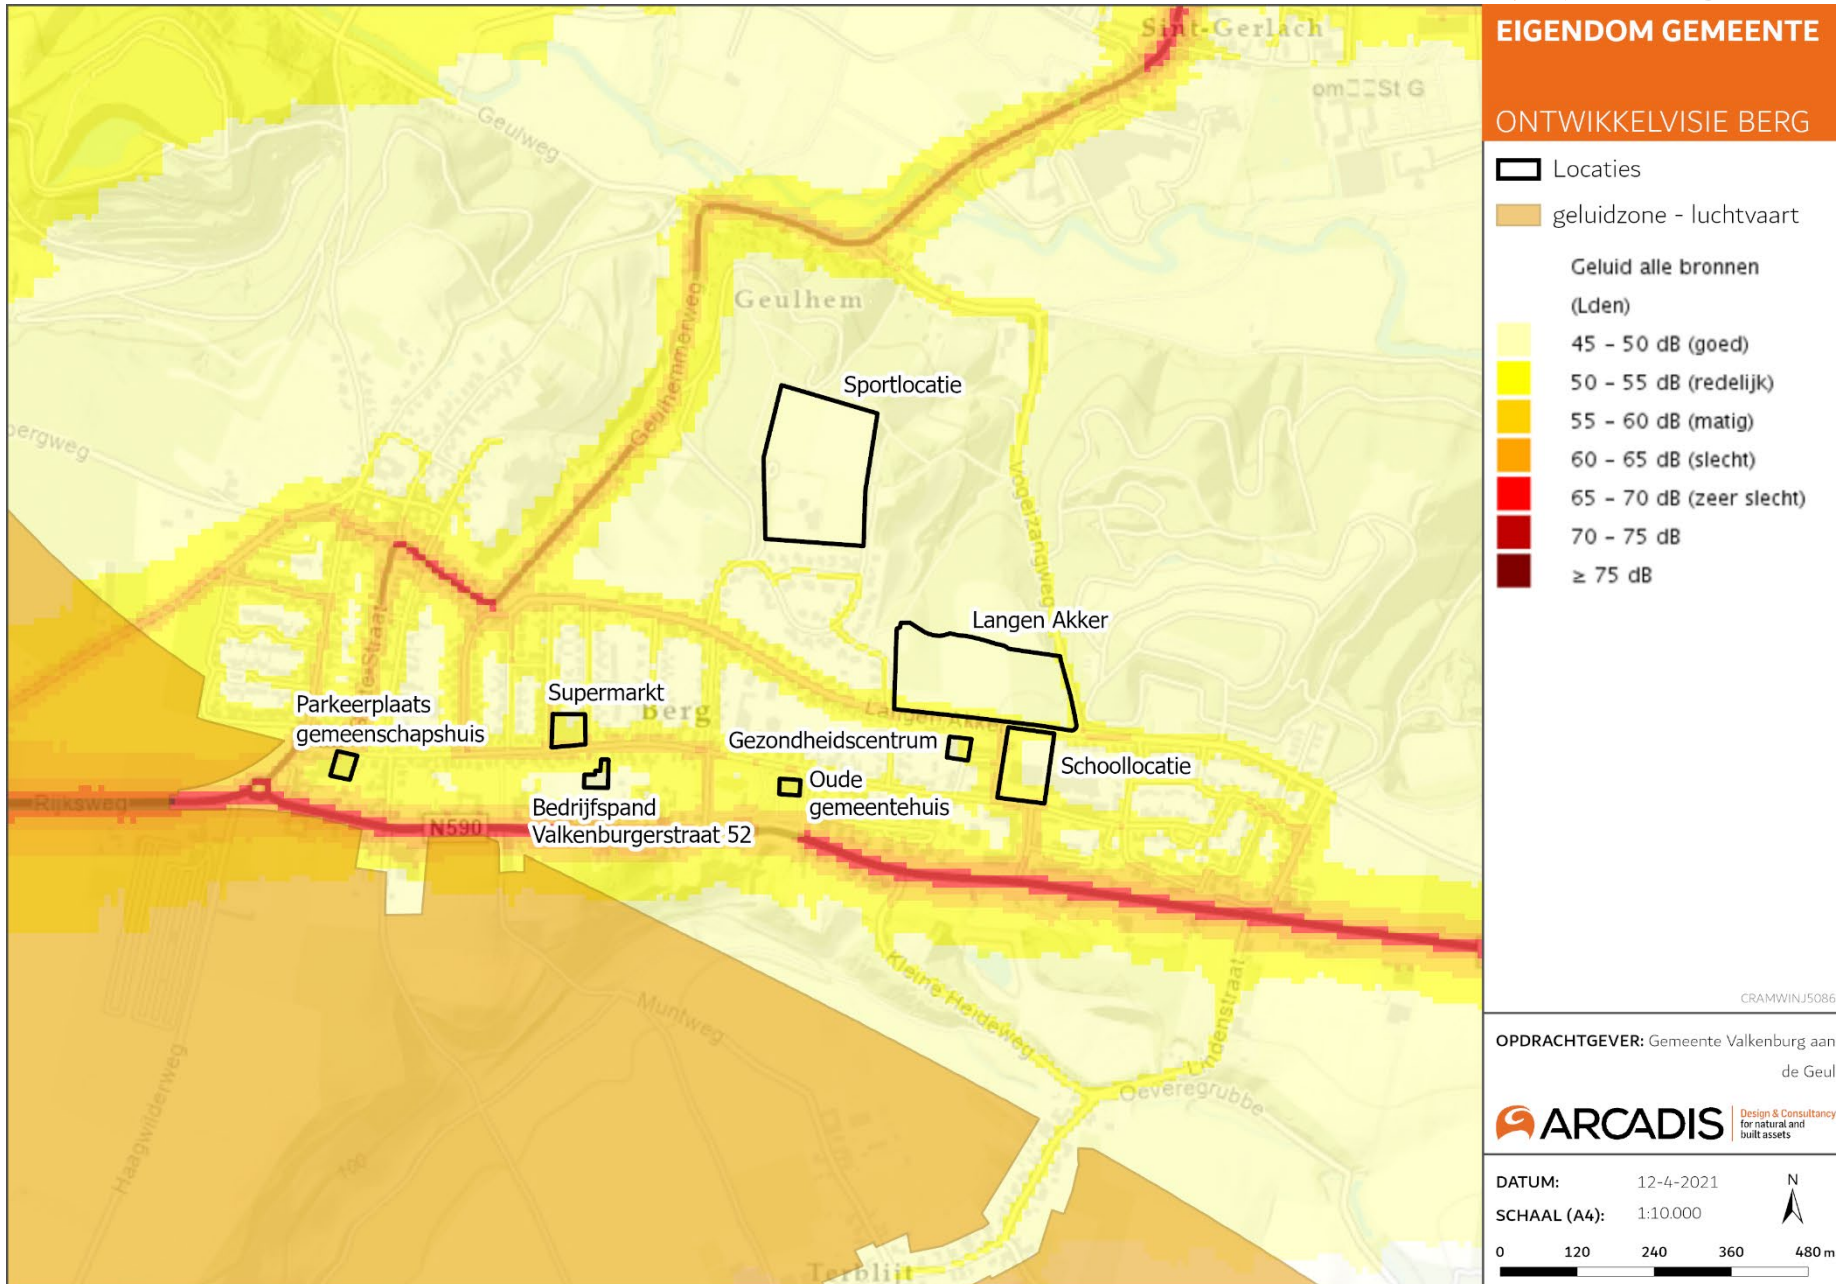 Sint-Gerlach
St G
Geulweg
Geulhem
Geulhemmerweg
Sportlocatie
bergweg
Vogelzangweg
Langen Akker
Parkeerplaats
gemeenschapshuis
Supermarkt
Berg
Langen Akker
Gezondheidscentrum
Schoollocatie
Oude
gemeentehuis
Bedrijfspand
Valkenburgerstraat 52
Rijksweg
N590
Kleine Heideweg
Lindenstraat
Muntweg
Oeveregrubbe
Haagwilderweg
100
Terblijt
EIGENDOM GEMEENTE
ONTWIKKELVISIE BERG
Locaties
geluidzone - luchtvaart
Geluid alle bronnen
(Lden)
45 - 50 dB (goed)
50 - 55 dB (redelijk)
55 - 60 dB (matig)
60 - 65 dB (slecht)
65 - 70 dB (zeer slecht)
70 - 75 dB
≥ 75 dB
CRAMWINJ5086
OPDRACHTGEVER: Gemeente Valkenburg aan
de Geul
ARCADIS
Design & Consultancy
for natural and
built assets
DATUM: 12-4-2021
SCHAAL (A4): 1:10.000
N
0 120 240 360 480 m